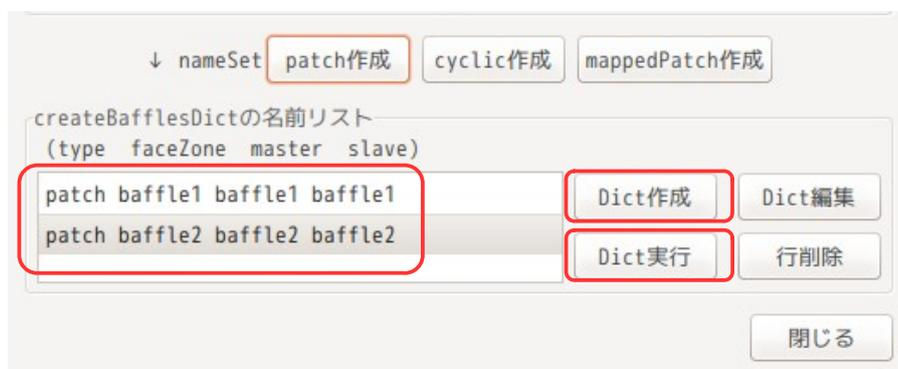 ↓ nameSet patch作成 cyclic作成 mappedPatch作成
createBafflesDictの名前リスト
(type faceZone master slave)
patch baffle1 baffle1 baffle1 Dict作成 Dict編集
patch baffle2 baffle2 baffle2
Dict実行 行削除
閉じる